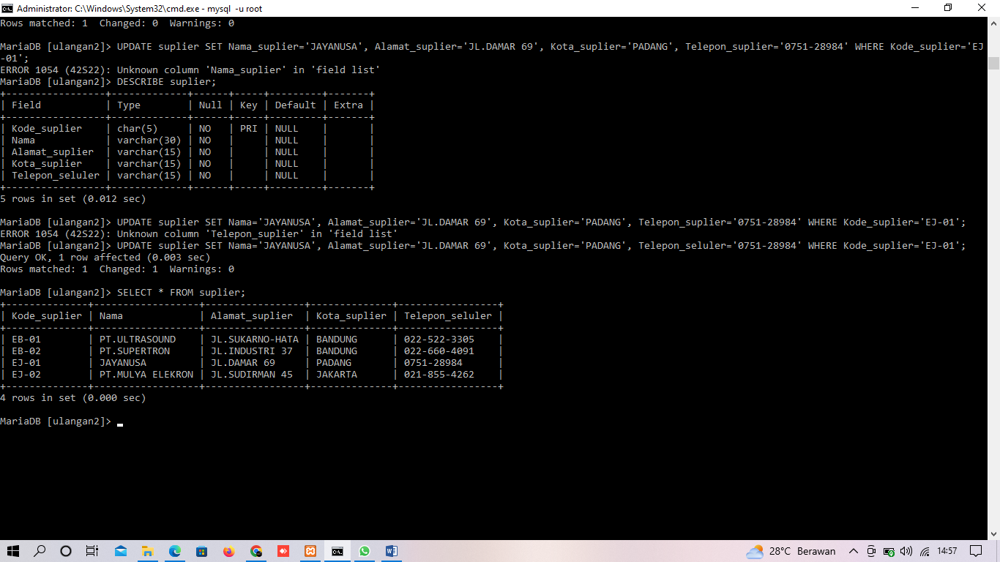 Administrator: C:\Windows\System32\cmd.exe - mysql  -u root
Rows matched: 1  Changed: 0  Warnings: 0
MariaDB [ulangan2]> UPDATE suplier SET Nama_suplier='JAYANUSA', Alamat_suplier='JL.DAMAR 69', Kota_suplier='PADANG', Telepon_suplier='0751-28984' WHERE Kode_suplier='EJ
-01';
ERROR 1054 (42S22): Unknown column 'Nama_suplier' in 'field list'
MariaDB [ulangan2]> DESCRIBE suplier;
+-----------------+-------------+------+-----+---------+-------+
| Field           | Type        | Null | Key | Default | Extra |
+-----------------+-------------+------+-----+---------+-------+
| Kode_suplier    | char(5)     | NO   | PRI | NULL    |       |
| Nama            | varchar(30) | NO   |     | NULL    |       |
| Alamat_suplier  | varchar(15) | NO   |     | NULL    |       |
| Kota_suplier    | varchar(15) | NO   |     | NULL    |       |
| Telepon_seluler | varchar(15) | NO   |     | NULL    |       |
+-----------------+-------------+------+-----+---------+-------+
5 rows in set (0.012 sec)
MariaDB [ulangan2]> UPDATE suplier SET Nama='JAYANUSA', Alamat_suplier='JL.DAMAR 69', Kota_suplier='PADANG', Telepon_suplier='0751-28984' WHERE Kode_suplier='EJ-01';
ERROR 1054 (42S22): Unknown column 'Telepon_suplier' in 'field list'
MariaDB [ulangan2]> UPDATE suplier SET Nama='JAYANUSA', Alamat_suplier='JL.DAMAR 69', Kota_suplier='PADANG', Telepon_seluler='0751-28984' WHERE Kode_suplier='EJ-01';
Query OK, 1 row affected (0.003 sec)
Rows matched: 1  Changed: 1  Warnings: 0
MariaDB [ulangan2]> SELECT * FROM suplier;
+--------------+------------------+-----------------+--------------+-----------------+
| Kode_suplier | Nama             | Alamat_suplier  | Kota_suplier | Telepon_seluler |
+--------------+------------------+-----------------+--------------+-----------------+
| EB-01        | PT.ULTRASOUND    | JL.SUKARNO-HATA | BANDUNG      | 022-522-3305    |
| EB-02        | PT.SUPERTRON     | JL.INDUSTRI 37  | BANDUNG      | 022-660-4091    |
| EJ-01        | JAYANUSA         | JL.DAMAR 69     | PADANG       | 0751-28984      |
| EJ-02        | PT.MULYA ELEKRON | JL.SUDIRMAN 45  | JAKARTA      | 021-855-4262    |
+--------------+------------------+-----------------+--------------+-----------------+
4 rows in set (0.000 sec)
MariaDB [ulangan2]>
28°C  Berawan
14:57